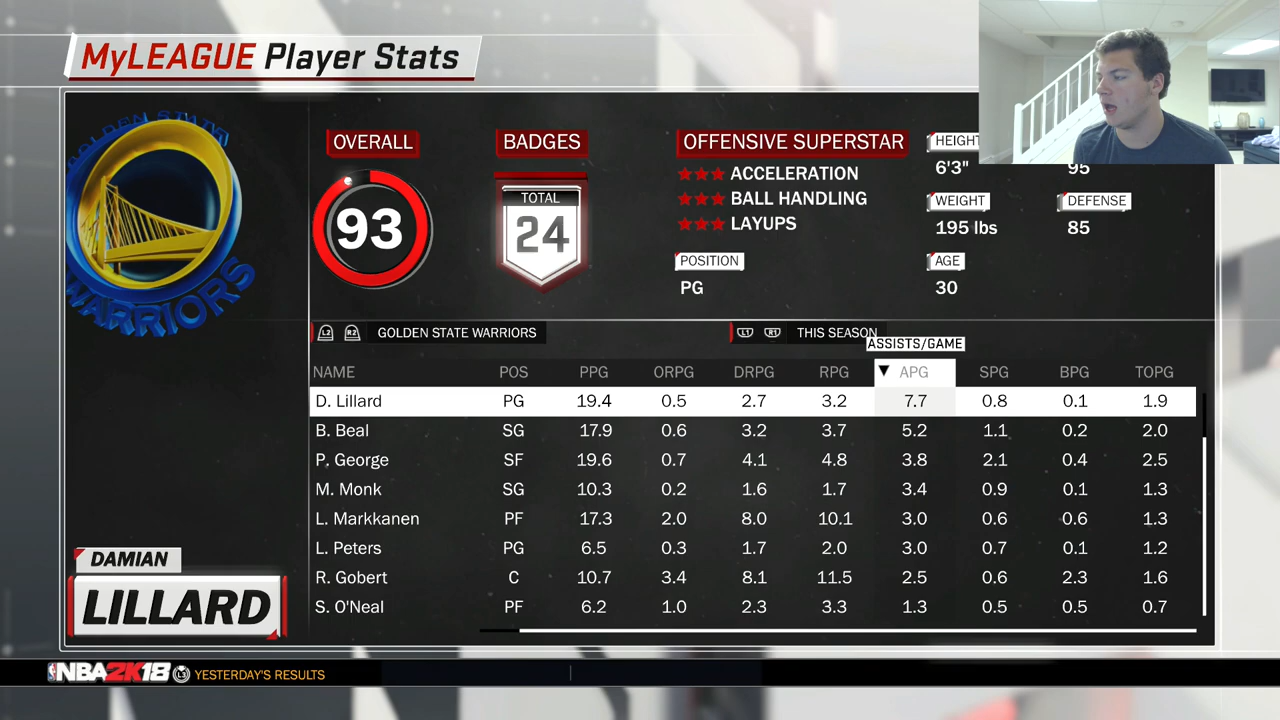 MyLEAGUE Player Stats
GOLDEN STATE
WARRIORS
OVERALL
93
BADGES
TOTAL
24
OFFENSIVE SUPERSTAR
★★★ ACCELERATION
★★★ BALL HANDLING
★★★ LAYUPS
POSITION
PG
HEIGHT
6'3"
95
WEIGHT
195 lbs
DEFENSE
85
AGE
30
L2 R2 GOLDEN STATE WARRIORS
L1 R1 THIS SEASON
ASSISTS/GAME
NAME POS PPG ORPG DRPG RPG ▼ APG SPG BPG TOPG
D. Lillard PG 19.4 0.5 2.7 3.2 7.7 0.8 0.1 1.9
B. Beal SG 17.9 0.6 3.2 3.7 5.2 1.1 0.2 2.0
P. George SF 19.6 0.7 4.1 4.8 3.8 2.1 0.4 2.5
M. Monk SG 10.3 0.2 1.6 1.7 3.4 0.9 0.1 1.3
L. Markkanen PF 17.3 2.0 8.0 10.1 3.0 0.6 0.6 1.3
L. Peters PG 6.5 0.3 1.7 2.0 3.0 0.7 0.1 1.2
R. Gobert C 10.7 3.4 8.1 11.5 2.5 0.6 2.3 1.6
S. O'Neal PF 6.2 1.0 2.3 3.3 1.3 0.5 0.5 0.7
DAMIAN
LILLARD
NBA2K18 YESTERDAY'S RESULTS